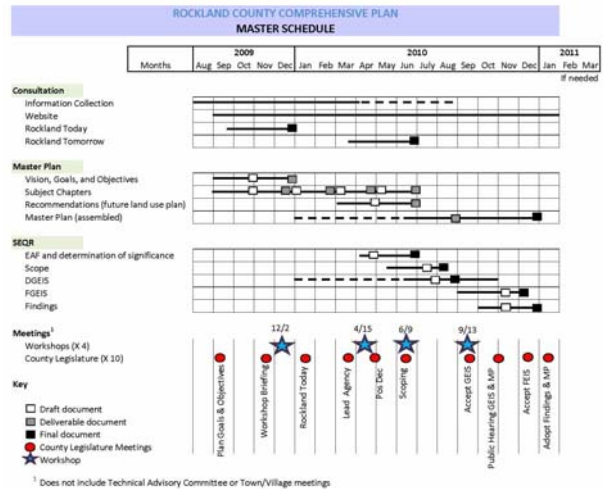 ROCKLAND COUNTY COMPREHENSIVE PLAN
MASTER SCHEDULE
2009 2010 2011
Months Aug Sep Oct Nov Dec Jan Feb Mar Apr May Jun July Aug Sep Oct Nov Dec Jan Feb Mar
If needed
Consultation
Information Collection
Website
Rockland Today
Rockland Tomorrow
Master Plan
Vision, Goals, and Objectives
Subject Chapters
Recommendations (future land use plan)
Master Plan (assembled)
SEQR
EAF and determination of significance
Scope
DGEIS
FGEIS
Findings
Meetings¹ 12/2 4/15 6/9 9/13
Workshops (X 4)
County Legislature (X 10)
Plan Goals & Objectives
Workshop Briefing
Rockland Today
Lead Agency
Pos Dec
Scoping
Accept GEIS
Public Hearing GEIS & MP
Accept FEIS
Adopt Findings & MP
Key
Draft document
Deliverable document
Final document
County Legislature Meetings
Workshop
¹ Does not include Technical Advisory Committee or Town/Village meetings